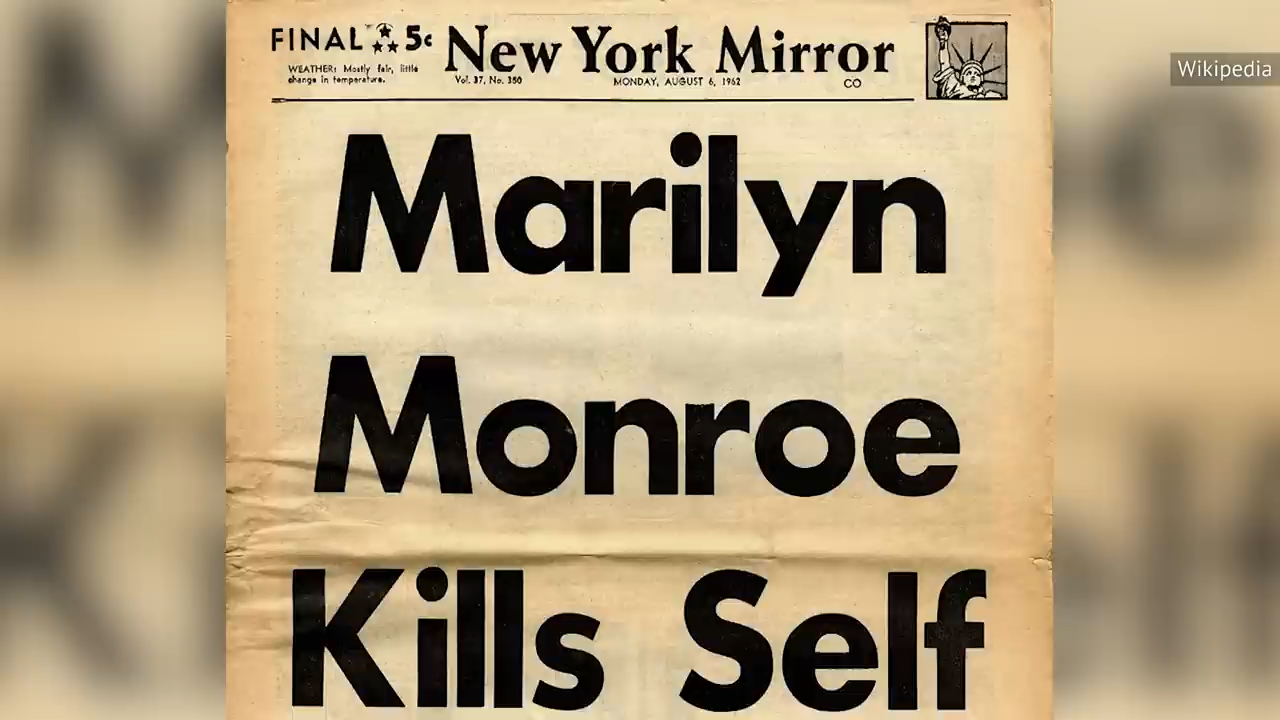 FINAL 5¢ New York Mirror
WEATHER: Mostly fair, little
change in temperature.
Vol. 37, No. 350
MONDAY, AUGUST 6, 1962
CO
Wikipedia
Marilyn
Monroe
Kills Self